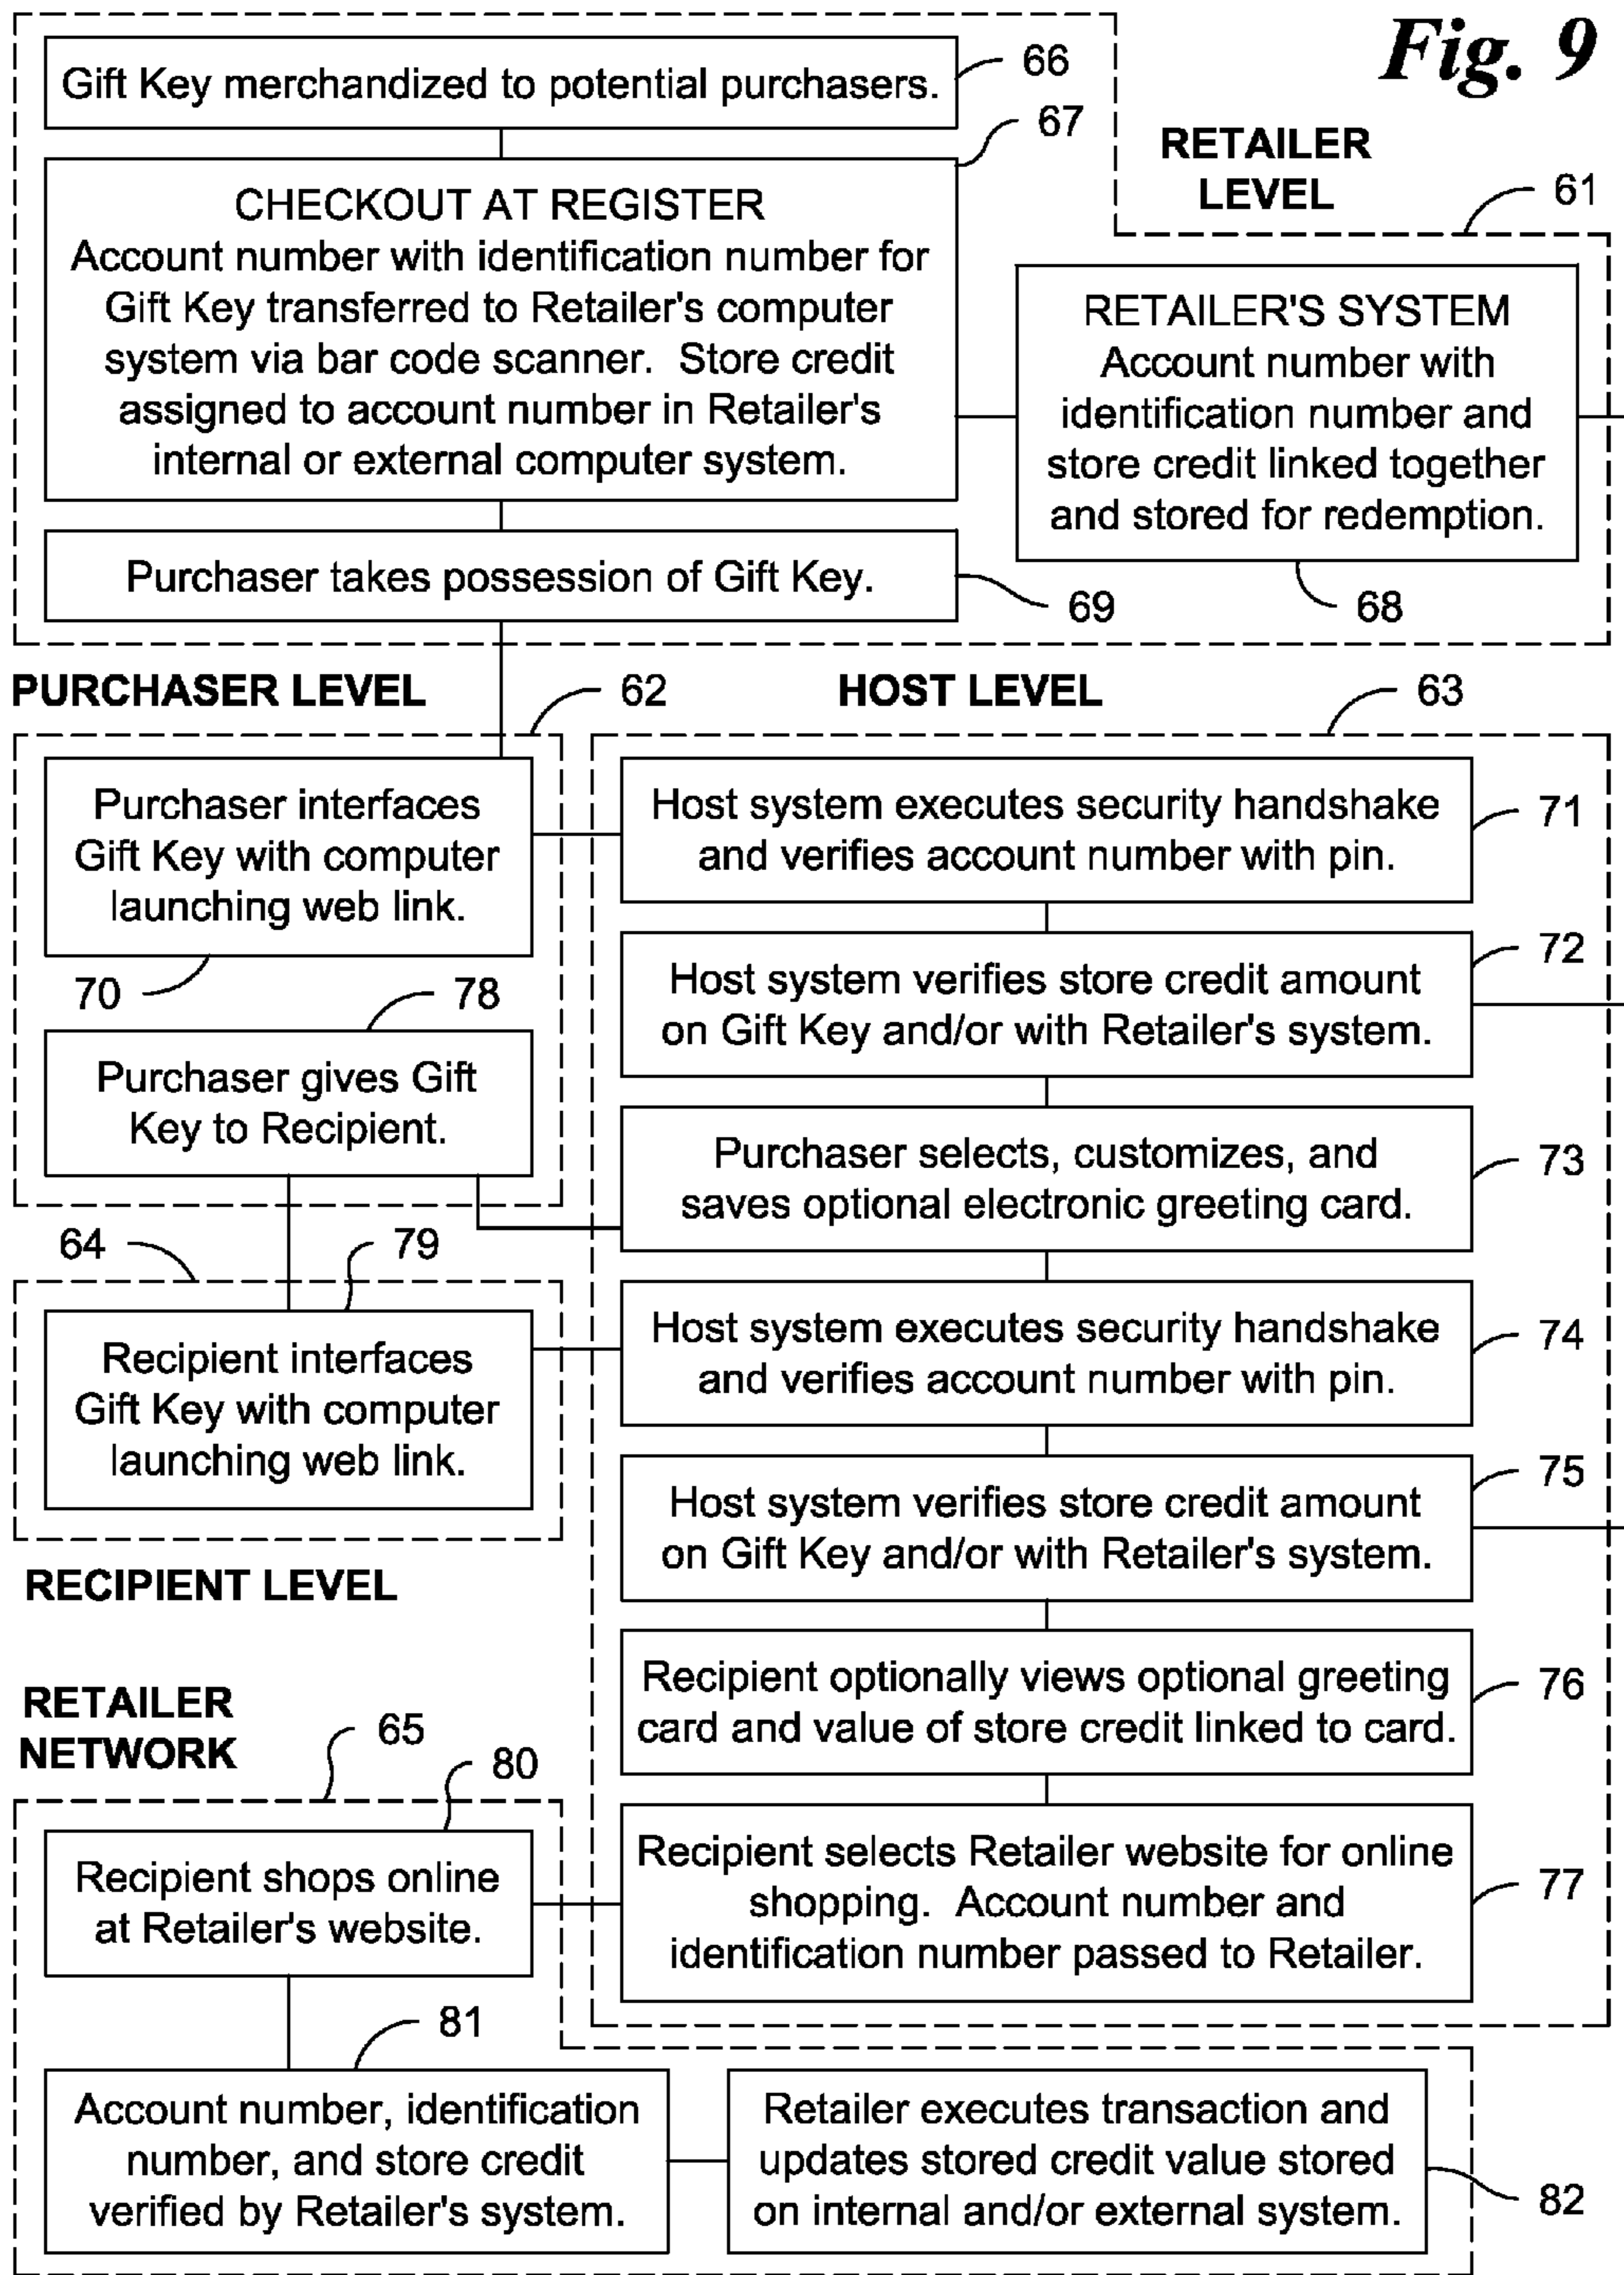 Fig. 9
Gift Key merchandized to potential purchasers.
66
67
RETAILER
LEVEL
61
CHECKOUT AT REGISTER
Account number with identification number for
Gift Key transferred to Retailer's computer
system via bar code scanner. Store credit
assigned to account number in Retailer's
internal or external computer system.
RETAILER'S SYSTEM
Account number with
identification number and
store credit linked together
and stored for redemption.
68
Purchaser takes possession of Gift Key.
69
PURCHASER LEVEL
62
HOST LEVEL
63
Purchaser interfaces
Gift Key with computer
launching web link.
70
78
Purchaser gives Gift
Key to Recipient.
64
79
Recipient interfaces
Gift Key with computer
launching web link.
RECIPIENT LEVEL
Host system executes security handshake
and verifies account number with pin.
71
Host system verifies store credit amount
on Gift Key and/or with Retailer's system.
72
Purchaser selects, customizes, and
saves optional electronic greeting card.
73
Host system executes security handshake
and verifies account number with pin.
74
Host system verifies store credit amount
on Gift Key and/or with Retailer's system.
75
Recipient optionally views optional greeting
card and value of store credit linked to card.
76
Recipient selects Retailer website for online
shopping. Account number and
identification number passed to Retailer.
77
RETAILER
NETWORK
65
80
Recipient shops online
at Retailer's website.
81
Account number, identification
number, and store credit
verified by Retailer's system.
Retailer executes transaction and
updates stored credit value stored
on internal and/or external system.
82